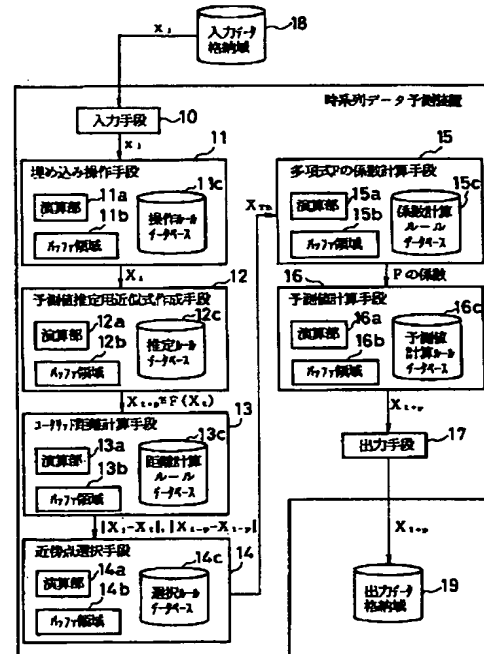 x j
18
入力データ
格納域
時系列データ予測装置
入力手段
10
x j
11
埋め込み操作手段
演算部
11a
11b
バッファ領域
11c
操作ルール
データベース
X i
12
予測値推定用近似式作成手段
演算部
12a
12b
バッファ領域
12c
推定ルール
データベース
X i+p ≅ F(X i)
13
ユークリッド距離計算手段
演算部
13a
13b
バッファ領域
13c
距離計算
ルール
データベース
|X j-X i|, |X j-p-X i-p|
14
近傍点選択手段
演算部
14a
14b
バッファ領域
14c
選択ルール
データベース
15
多項式Fの係数計算手段
演算部
15a
15b
バッファ領域
15c
係数計算
ルール
データベース
Fの係数
16
予測値計算手段
演算部
16a
16b
バッファ領域
16c
予測値
計算ルール
データベース
X i+p
出力手段
17
X i+p
出力データ
格納域
19